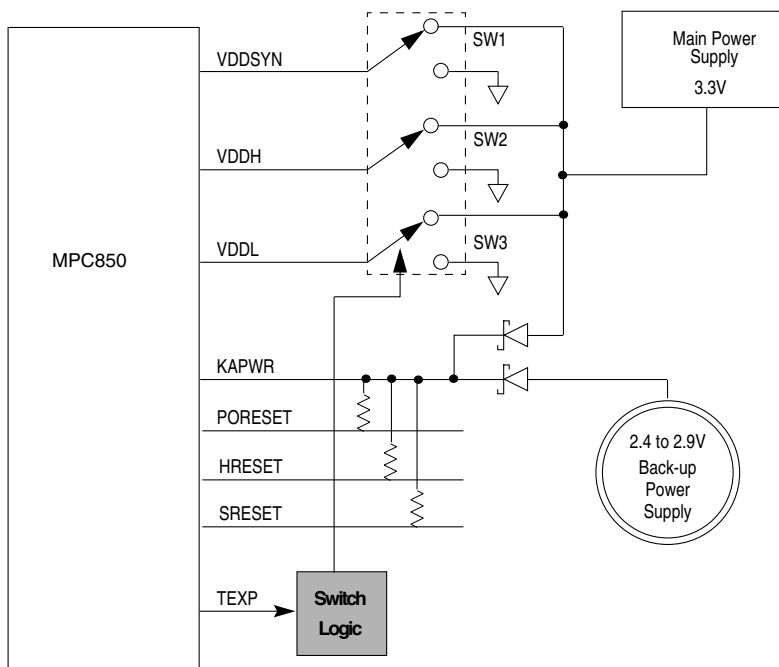 VDDSYN
SW1
Main Power
Supply
3.3V
VDDH
SW2
VDDL
SW3
MPC850
KAPWR
PORESET
HRESET
SRESET
2.4 to 2.9V
Back-up
Power
Supply
TEXP
Switch
Logic